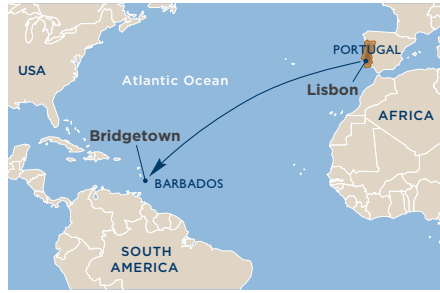 PORTUGAL
USA
Atlantic Ocean
Lisbon
AFRICA
Bridgetown
BARBADOS
SOUTH
AMERICA